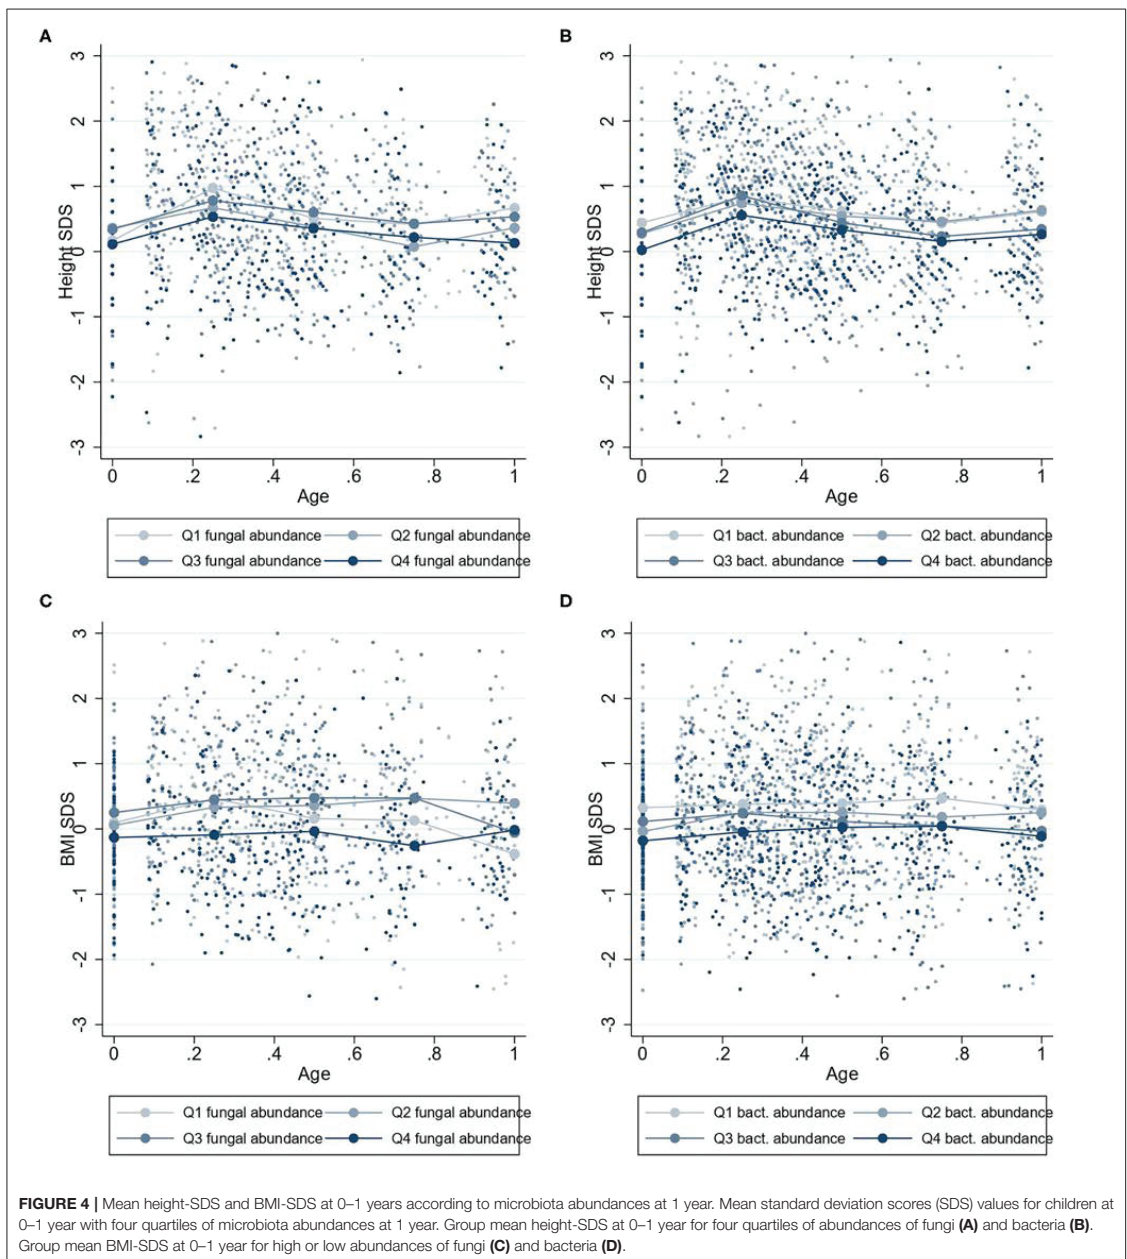 A
B
3
2
1
0
-1
-2
-3
Height SDS
0
.2
.4
.6
.8
1
Age
Q1 fungal abundance
Q2 fungal abundance
Q3 fungal abundance
Q4 fungal abundance
3
2
1
0
-1
-2
-3
Height SDS
0
.2
.4
.6
.8
1
Age
Q1 bact. abundance
Q2 bact. abundance
Q3 bact. abundance
Q4 bact. abundance
C
D
3
2
1
0
-1
-2
-3
BMI SDS
0
.2
.4
.6
.8
1
Age
Q1 fungal abundance
Q2 fungal abundance
Q3 fungal abundance
Q4 fungal abundance
3
2
1
0
-1
-2
-3
BMI SDS
0
.2
.4
.6
.8
1
Age
Q1 bact. abundance
Q2 bact. abundance
Q3 bact. abundance
Q4 bact. abundance
FIGURE 4 | Mean height-SDS and BMI-SDS at 0–1 years according to microbiota abundances at 1 year. Mean standard deviation scores (SDS) values for children at
0–1 year with four quartiles of microbiota abundances at 1 year. Group mean height-SDS at 0–1 year for four quartiles of abundances of fungi (A) and bacteria (B).
Group mean BMI-SDS at 0–1 year for high or low abundances of fungi (C) and bacteria (D).